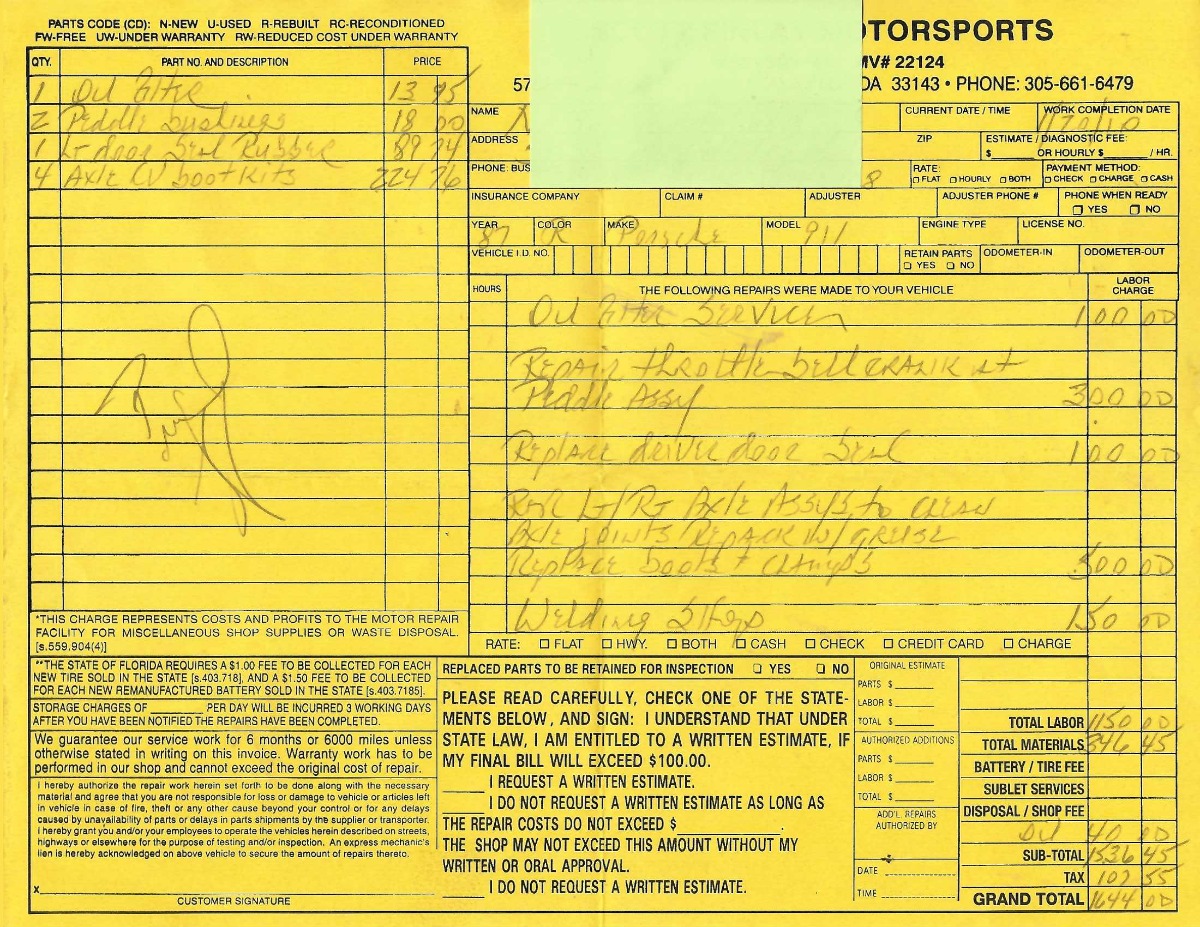 PARTS CODE (CD): N-NEW U-USED R-REBUILT RC-RECONDITIONED
FW-FREE UW-UNDER WARRANTY RW-REDUCED COST UNDER WARRANTY
QTY. PART NO. AND DESCRIPTION PRICE
1 Oil Filter 13 95
2 Peddle bushings 18 00
1 Lt door Seal Rubber 89 74
4 Axle CV boot Kits 224 76
*THIS CHARGE REPRESENTS COSTS AND PROFITS TO THE MOTOR REPAIR
FACILITY FOR MISCELLANEOUS SHOP SUPPLIES OR WASTE DISPOSAL.
[s.559.904(4)]
**THE STATE OF FLORIDA REQUIRES A $1.00 FEE TO BE COLLECTED FOR EACH
NEW TIRE SOLD IN THE STATE [s.403.718], AND A $1.50 FEE TO BE COLLECTED
FOR EACH NEW REMANUFACTURED BATTERY SOLD IN THE STATE [s.403.7185].
STORAGE CHARGES OF ________ PER DAY WILL BE INCURRED 3 WORKING DAYS
AFTER YOU HAVE BEEN NOTIFIED THE REPAIRS HAVE BEEN COMPLETED.
We guarantee our service work for 6 months or 6000 miles unless
otherwise stated in writing on this invoice. Warranty work has to be
performed in our shop and cannot exceed the original cost of repair.
I hereby authorize the repair work herein set forth to be done along with the necessary
material and agree that you are not responsible for loss or damage to vehicle or articles left
in vehicle in case of fire, theft or any other cause beyond your control or for any delays
caused by unavailability of parts or delays in parts shipments by the supplier or transporter.
I hereby grant you and/or your employees to operate the vehicles herein described on streets,
highways or elsewhere for the purpose of testing and/or inspection. An express mechanic's
lien is hereby acknowledged on above vehicle to secure the amount of repairs thereto.
X
CUSTOMER SIGNATURE
OTORSPORTS
MV# 22124
57 DA 33143 • PHONE: 305-661-6479
NAME CURRENT DATE / TIME WORK COMPLETION DATE
ADDRESS ZIP ESTIMATE / DIAGNOSTIC FEE:
$ OR HOURLY $ / HR.
PHONE: BUS 8 RATE: PAYMENT METHOD:
FLAT HOURLY BOTH CHECK CHARGE CASH
INSURANCE COMPANY CLAIM # ADJUSTER ADJUSTER PHONE # PHONE WHEN READY
YES NO
YEAR COLOR MAKE MODEL ENGINE TYPE LICENSE NO.
87 R Porsche 911
VEHICLE I.D. NO. RETAIN PARTS ODOMETER-IN ODOMETER-OUT
YES NO
HOURS THE FOLLOWING REPAIRS WERE MADE TO YOUR VEHICLE LABOR CHARGE
Oil Filter Service 100 00
Repair throttle bellcrank at
Peddle Assy 300 00
Replace driver door Seal 100 00
Lt/Rt Axle Assys to clean
Axle joints Repack w/ grease
Replace boots + Clamps 500 00
Welding 150 00
RATE: FLAT HWY. BOTH CASH CHECK CREDIT CARD CHARGE
REPLACED PARTS TO BE RETAINED FOR INSPECTION YES NO
PLEASE READ CAREFULLY, CHECK ONE OF THE STATE-
MENTS BELOW, AND SIGN: I UNDERSTAND THAT UNDER
STATE LAW, I AM ENTITLED TO A WRITTEN ESTIMATE, IF
MY FINAL BILL WILL EXCEED $100.00.
____ I REQUEST A WRITTEN ESTIMATE.
____ I DO NOT REQUEST A WRITTEN ESTIMATE AS LONG AS
THE REPAIR COSTS DO NOT EXCEED $____________.
THE SHOP MAY NOT EXCEED THIS AMOUNT WITHOUT MY
WRITTEN OR ORAL APPROVAL.
____ I DO NOT REQUEST A WRITTEN ESTIMATE.
ORIGINAL ESTIMATE
PARTS $
LABOR $
TOTAL $
AUTHORIZED ADDITIONS
PARTS $
LABOR $
TOTAL $
ADD'L REPAIRS
AUTHORIZED BY
DATE
TIME
TOTAL LABOR 1150 00
TOTAL MATERIALS 346 45
BATTERY / TIRE FEE
SUBLET SERVICES
DISPOSAL / SHOP FEE
Oil 40 00
SUB-TOTAL 1536 45
TAX 107 55
GRAND TOTAL 1644 00